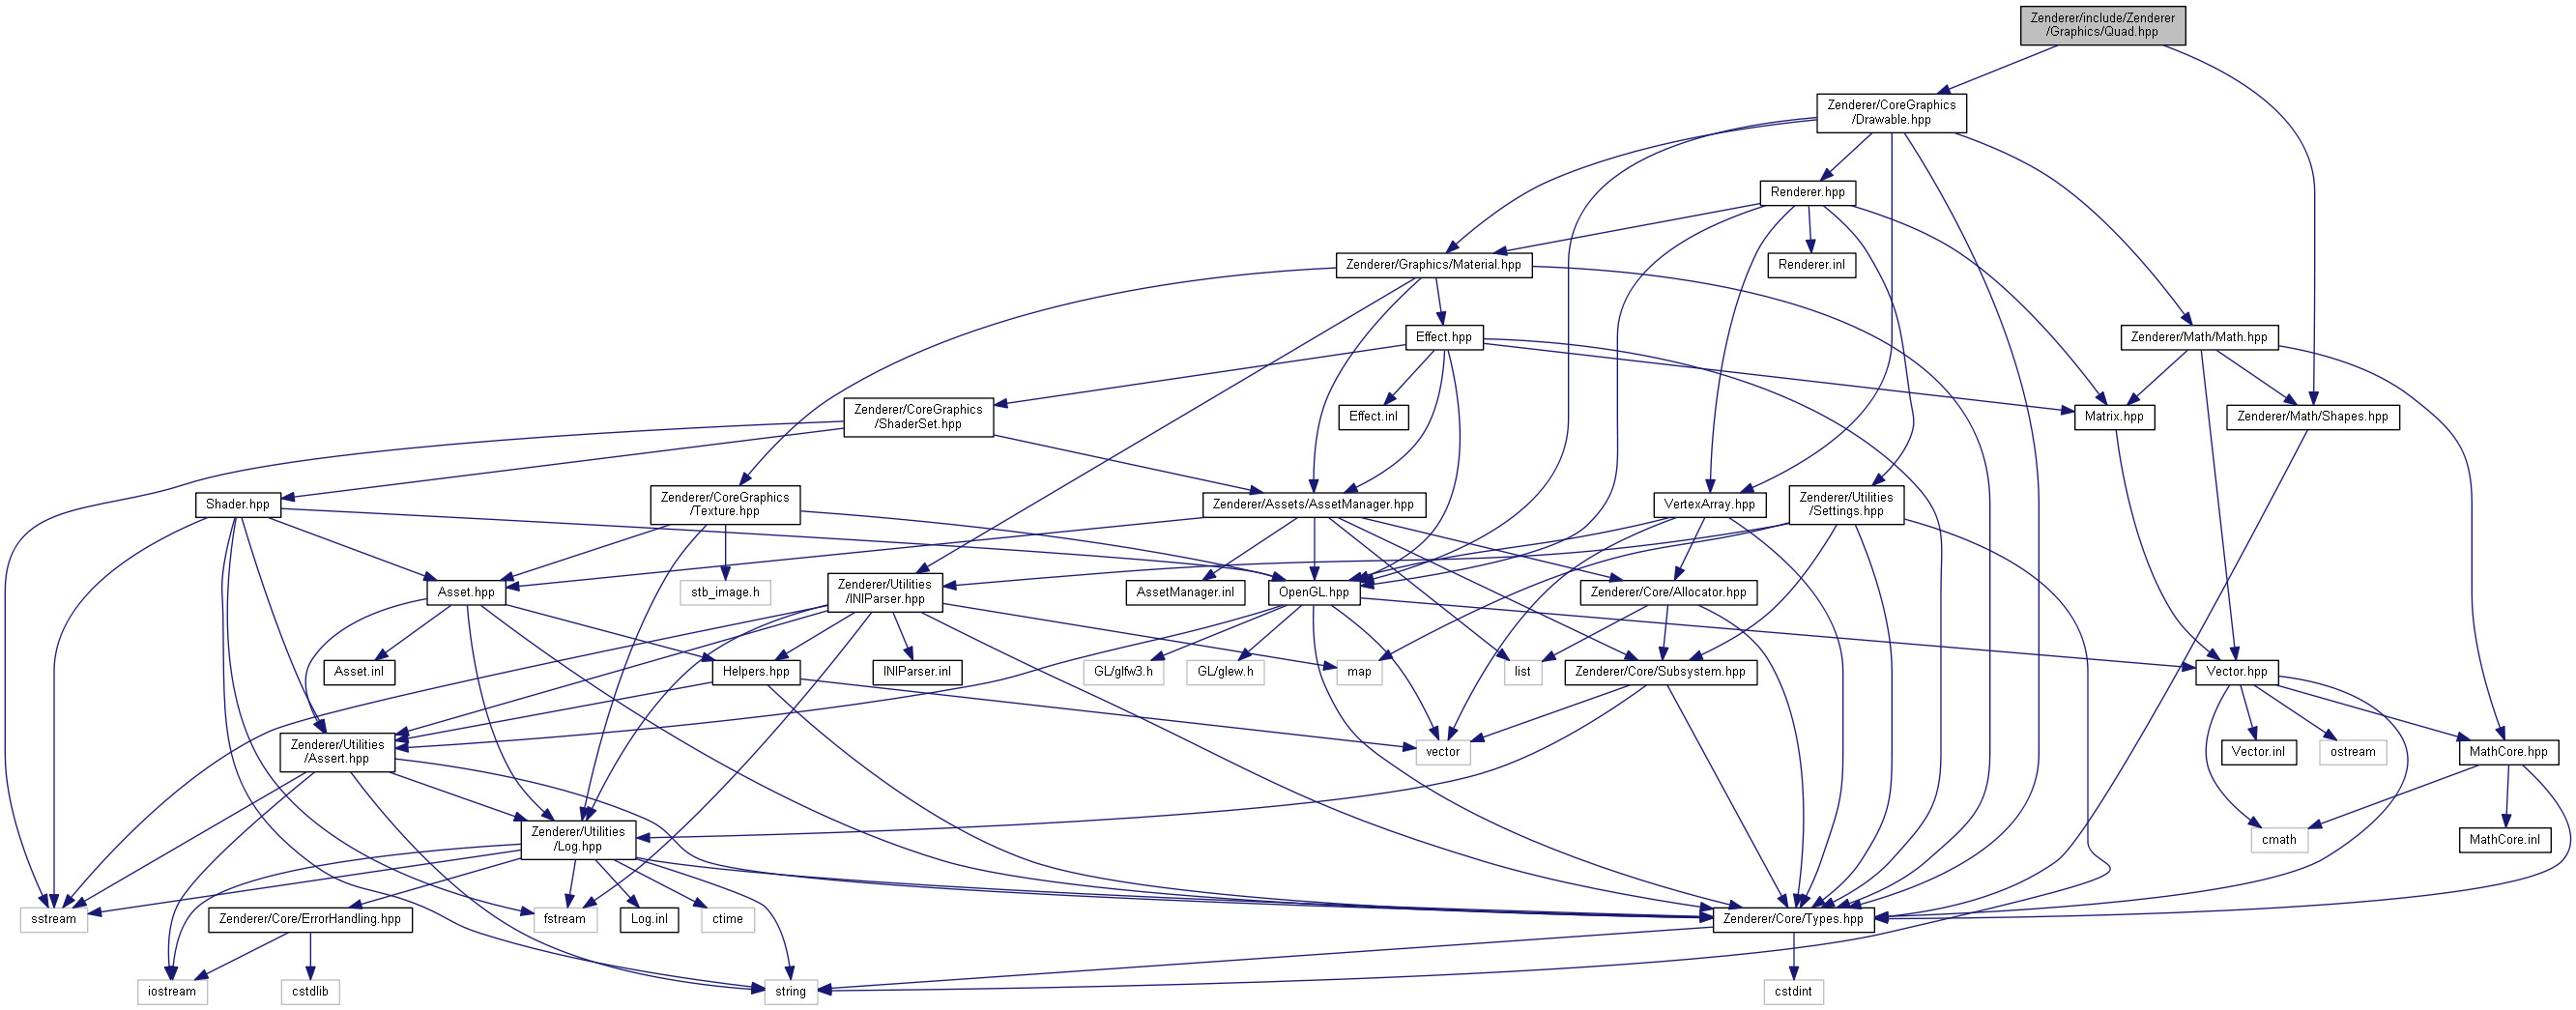 Zenderer/include/Zenderer
/Graphics/Quad.hpp
Zenderer/CoreGraphics
/Drawable.hpp
Renderer.hpp
Zenderer/Graphics/Material.hpp
Renderer.inl
Effect.hpp
Zenderer/Math/Math.hpp
Zenderer/CoreGraphics
/ShaderSet.hpp
Effect.inl
Matrix.hpp
Zenderer/Math/Shapes.hpp
Shader.hpp
Zenderer/CoreGraphics
/Texture.hpp
Zenderer/Assets/AssetManager.hpp
VertexArray.hpp
Zenderer/Utilities
/Settings.hpp
Asset.hpp
stb_image.h
Zenderer/Utilities
/INIParser.hpp
AssetManager.inl
OpenGL.hpp
Zenderer/Core/Allocator.hpp
Asset.inl
Helpers.hpp
INIParser.inl
GL/glfw3.h
GL/glew.h
map
list
Zenderer/Core/Subsystem.hpp
Vector.hpp
Zenderer/Utilities
/Assert.hpp
vector
Vector.inl
ostream
MathCore.hpp
Zenderer/Utilities
/Log.hpp
cmath
MathCore.inl
sstream
Zenderer/Core/ErrorHandling.hpp
fstream
Log.inl
ctime
Zenderer/Core/Types.hpp
iostream
cstdlib
string
cstdint